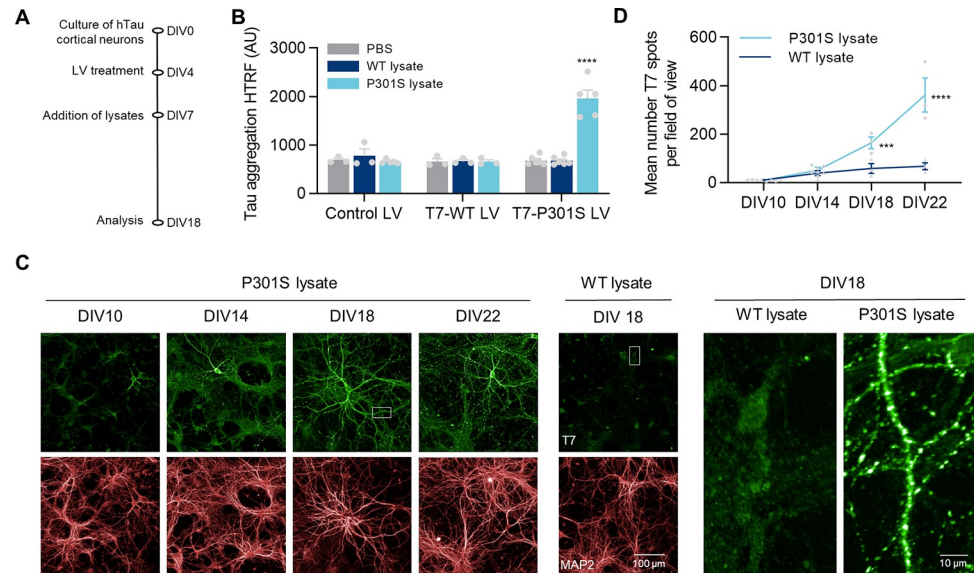 A
Culture of hTau
cortical neurons
DIV0
LV treatment
DIV4
Addition of lysates
DIV7
Analysis
DIV18
B
Tau aggregation HTRF (AU)
3000
2000
1000
0
PBS
WT lysate
P301S lysate
****
Control LV
T7-WT LV
T7-P301S LV
D
Mean number T7 spots
per field of view
600
400
200
0
P301S lysate
WT lysate
***
****
DIV10
DIV14
DIV18
DIV22
C
P301S lysate
WT lysate
DIV18
DIV10
DIV14
DIV18
DIV22
DIV 18
WT lysate
P301S lysate
T7
MAP2
100 µm
10 µm